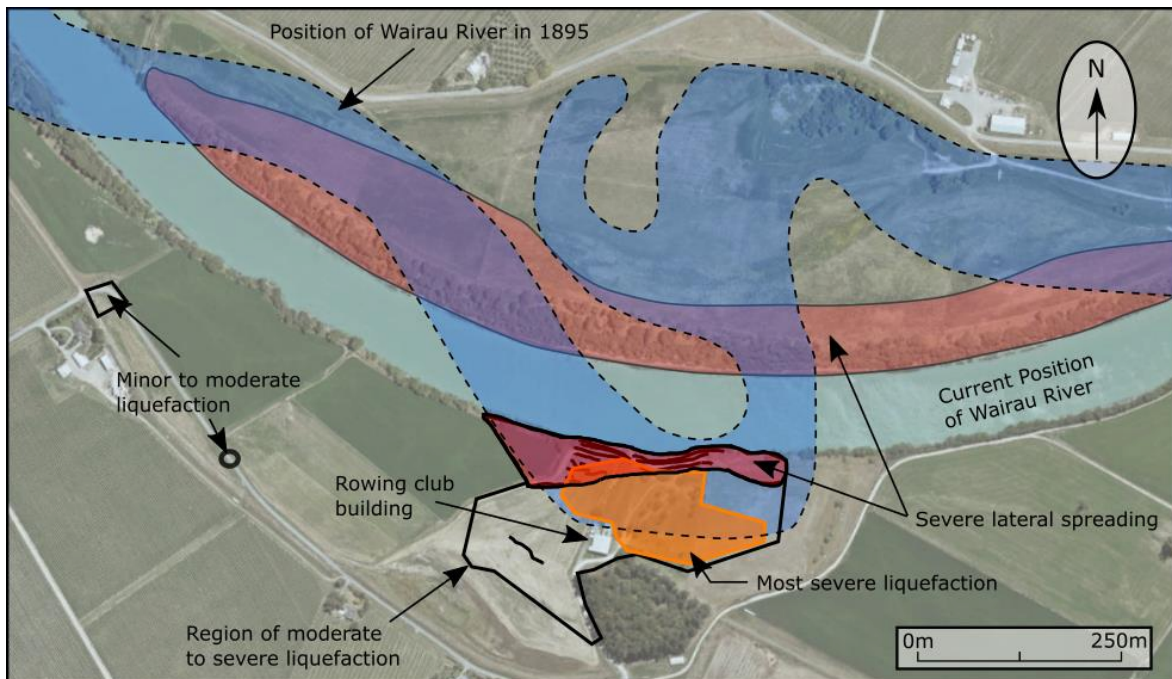 Position of Wairau River in 1895
N
Minor to moderate
liquefaction
Current Position
of Wairau River
Rowing club
building
Severe lateral spreading
Most severe liquefaction
Region of moderate
to severe liquefaction
0m 250m